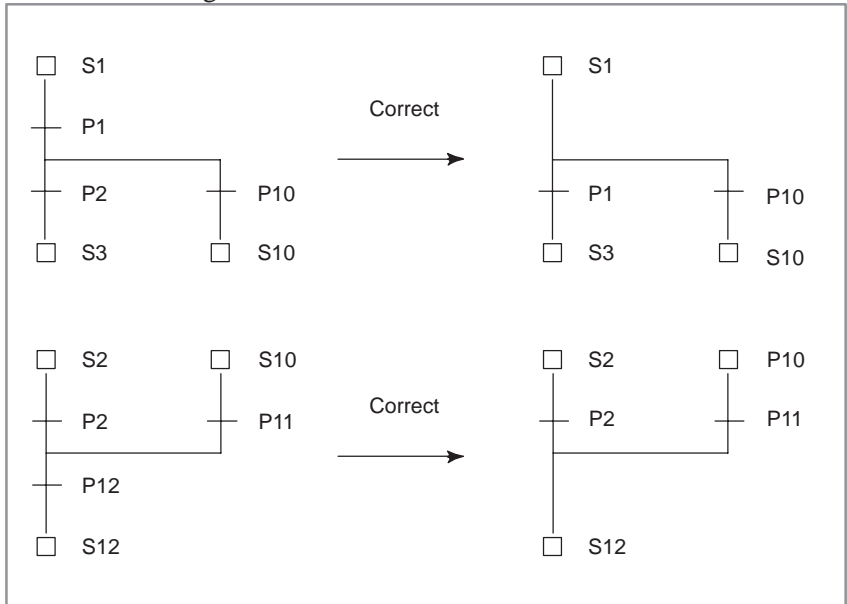 S1 S1
Correct
P1
P2 P10 P1 P10
S3 S10 S3 S10
S2 S10 S2 P10
Correct
P2 P11 P2 P11
P12
S12 S12